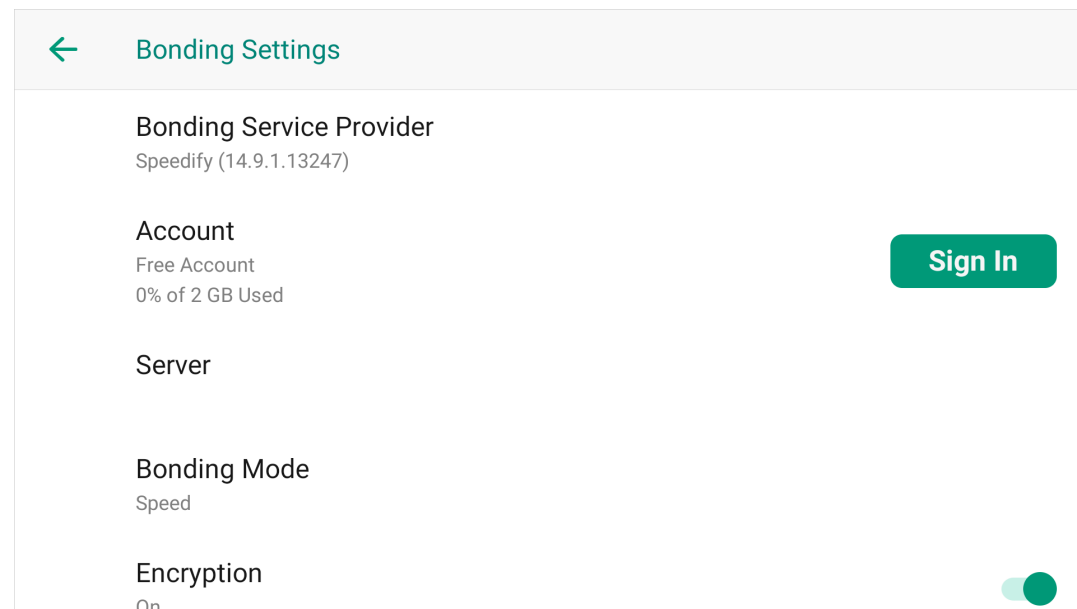 Bonding Settings
Bonding Service Provider
Speedify (14.9.1.13247)
Account
Free Account
0% of 2 GB Used
Sign In
Server
Bonding Mode
Speed
Encryption
On